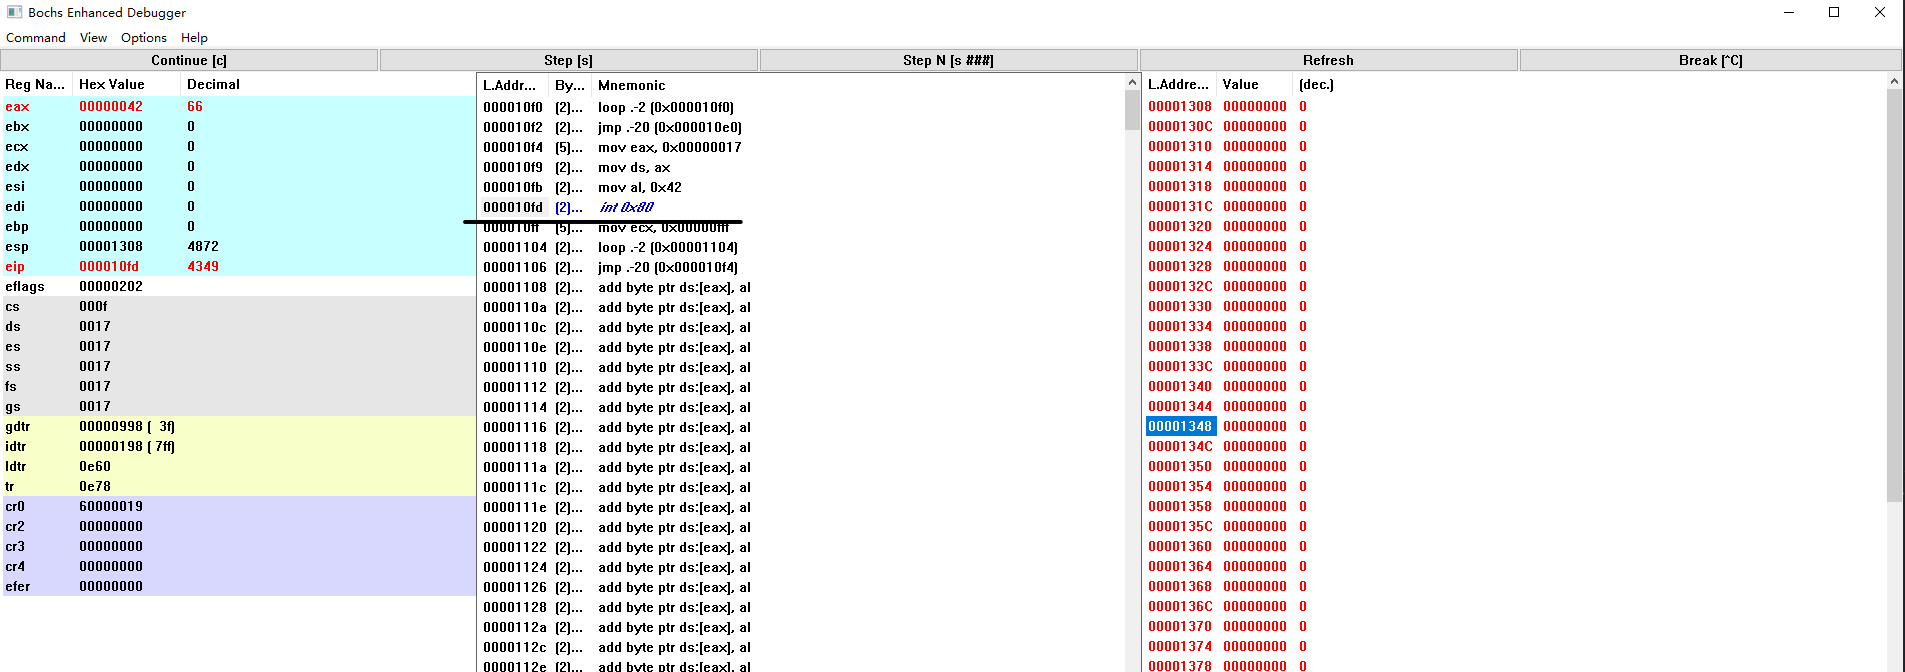 Bochs Enhanced Debugger
Command View Options Help
Continue [c] Step [s] Step N [s ###] Refresh Break [^C]
Reg Na... Hex Value Decimal
eax 00000042 66
ebx 00000000 0
ecx 00000000 0
edx 00000000 0
esi 00000000 0
edi 00000000 0
ebp 00000000 0
esp 00001308 4872
eip 000010fd 4349
eflags 00000202
cs 000f
ds 0017
es 0017
ss 0017
fs 0017
gs 0017
gdtr 00000998 ( 3f)
idtr 00000198 ( 7ff)
ldtr 0e60
tr 0e78
cr0 60000019
cr2 00000000
cr3 00000000
cr4 00000000
efer 00000000
L.Addr... By... Mnemonic
000010f0 (2)... loop .-2 (0x000010f0)
000010f2 (2)... jmp .-20 (0x000010e0)
000010f4 (5)... mov eax, 0x00000017
000010f9 (2)... mov ds, ax
000010fb (2)... mov al, 0x42
000010fd (2)... int 0x80
000010ff (5)... mov ecx, 0x00000fff
00001104 (2)... loop .-2 (0x00001104)
00001106 (2)... jmp .-20 (0x000010f4)
00001108 (2)... add byte ptr ds:[eax], al
0000110a (2)... add byte ptr ds:[eax], al
0000110c (2)... add byte ptr ds:[eax], al
0000110e (2)... add byte ptr ds:[eax], al
00001110 (2)... add byte ptr ds:[eax], al
00001112 (2)... add byte ptr ds:[eax], al
00001114 (2)... add byte ptr ds:[eax], al
00001116 (2)... add byte ptr ds:[eax], al
00001118 (2)... add byte ptr ds:[eax], al
0000111a (2)... add byte ptr ds:[eax], al
0000111c (2)... add byte ptr ds:[eax], al
0000111e (2)... add byte ptr ds:[eax], al
00001120 (2)... add byte ptr ds:[eax], al
00001122 (2)... add byte ptr ds:[eax], al
00001124 (2)... add byte ptr ds:[eax], al
00001126 (2)... add byte ptr ds:[eax], al
00001128 (2)... add byte ptr ds:[eax], al
0000112a (2)... add byte ptr ds:[eax], al
0000112c (2)... add byte ptr ds:[eax], al
0000112e (2)... add byte ptr ds:[eax], al
L.Addre... Value (dec.)
00001308 00000000 0
0000130C 00000000 0
00001310 00000000 0
00001314 00000000 0
00001318 00000000 0
0000131C 00000000 0
00001320 00000000 0
00001324 00000000 0
00001328 00000000 0
0000132C 00000000 0
00001330 00000000 0
00001334 00000000 0
00001338 00000000 0
0000133C 00000000 0
00001340 00000000 0
00001344 00000000 0
00001348 00000000 0
0000134C 00000000 0
00001350 00000000 0
00001354 00000000 0
00001358 00000000 0
0000135C 00000000 0
00001360 00000000 0
00001364 00000000 0
00001368 00000000 0
0000136C 00000000 0
00001370 00000000 0
00001374 00000000 0
00001378 00000000 0